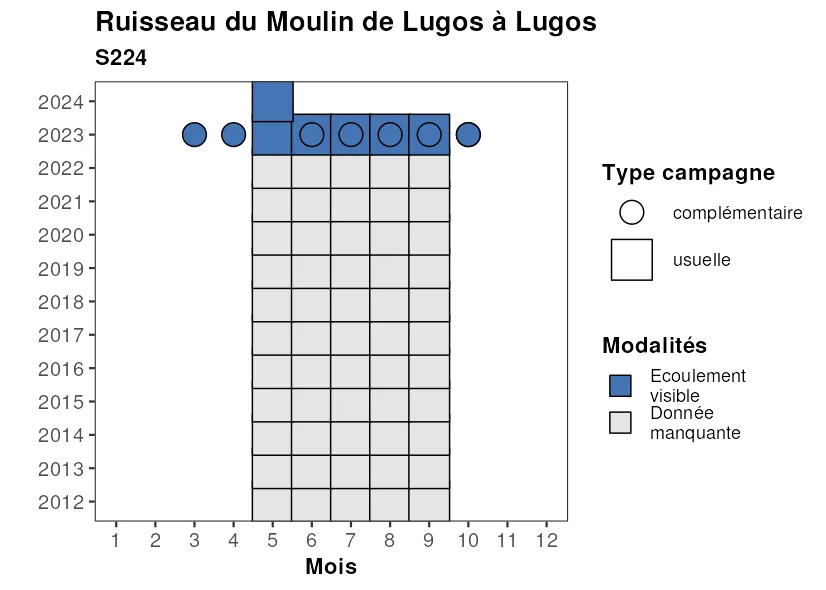 Ruisseau du Moulin de Lugos à Lugos
S224
2024
2023
2022
2021
2020
2019
2018
2017
2016
2015
2014
2013
2012
1 2 3 4 5 6 7 8 9 10 11 12
Mois
Type campagne
complémentaire
usuelle
Modalités
Ecoulement
visible
Donnée
manquante